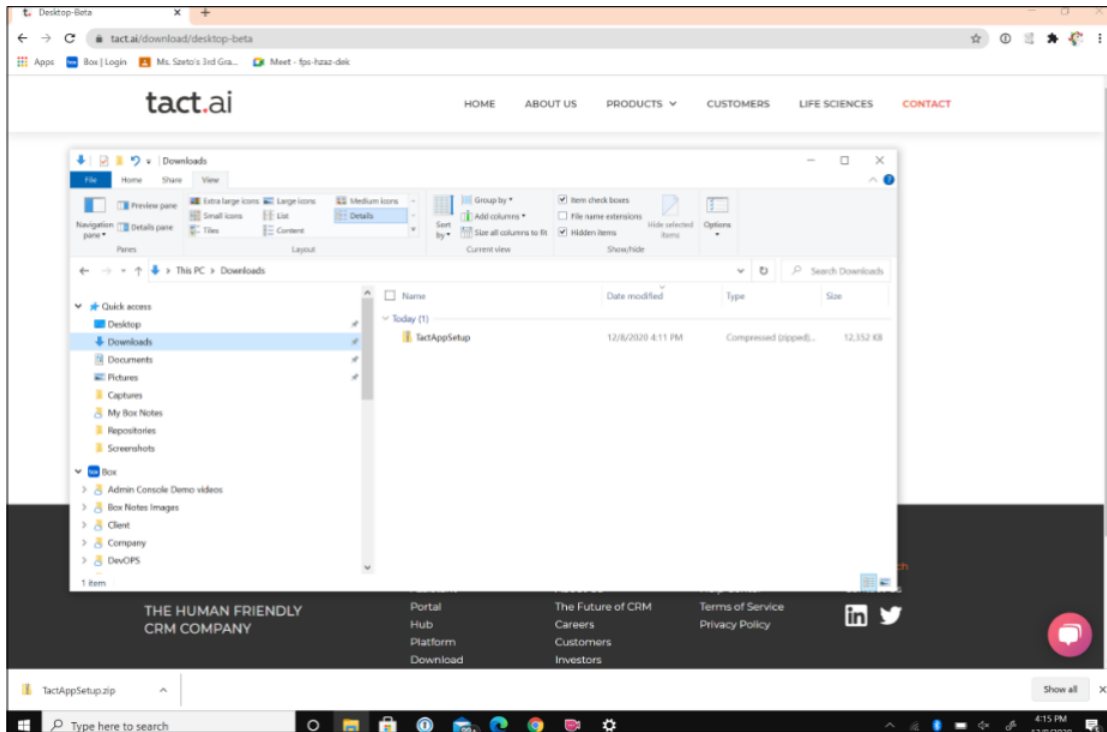 t. Desktop-Beta
tact.ai/download/desktop-beta
Apps Box | Login Ms. Szeto's 3rd Gra... Meet - fps-hzaz-dek
tact.ai HOME ABOUT US PRODUCTS CUSTOMERS LIFE SCIENCES CONTACT
Downloads
File Home Share View
Navigation pane
Preview pane
Details pane
Panes
Extra large icons Large icons Medium icons
Small icons List Details
Tiles Content
Layout
Sort by
Group by
Add columns
Size all columns to fit
Current view
Item check boxes
File name extensions
Hidden items
Hide selected items
Show/hide
Options
This PC > Downloads
Search Downloads
Quick access
Desktop
Downloads
Documents
Pictures
Captures
My Box Notes
Repositories
Screenshots
Box
Admin Console Demo videos
Box Notes Images
Client
Company
DevOPS
1 item
Name Date modified Type Size
Today (1)
TactAppSetup 12/8/2020 4:11 PM Compressed (zipped)... 12,352 KB
THE HUMAN FRIENDLY
CRM COMPANY
Portal
Hub
Platform
Download
The Future of CRM
Careers
Customers
Investors
Terms of Service
Privacy Policy
in
TactAppSetup.zip
Show all
Type here to search
4:15 PM